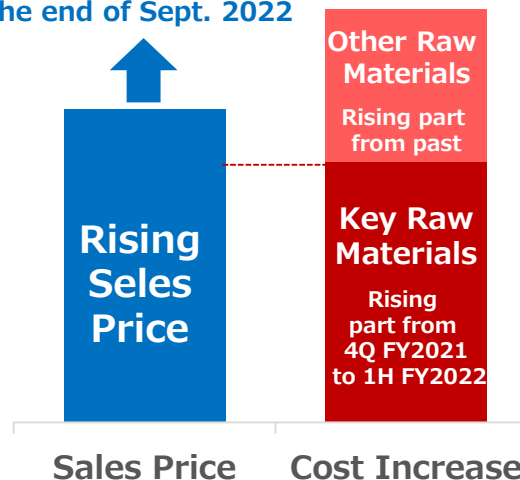 he end of Sept. 2022
Other Raw
Materials
Rising part
from past
Rising
Seles
Price
Key Raw
Materials
Rising
part from
4Q FY2021
to 1H FY2022
Sales Price
Cost Increase